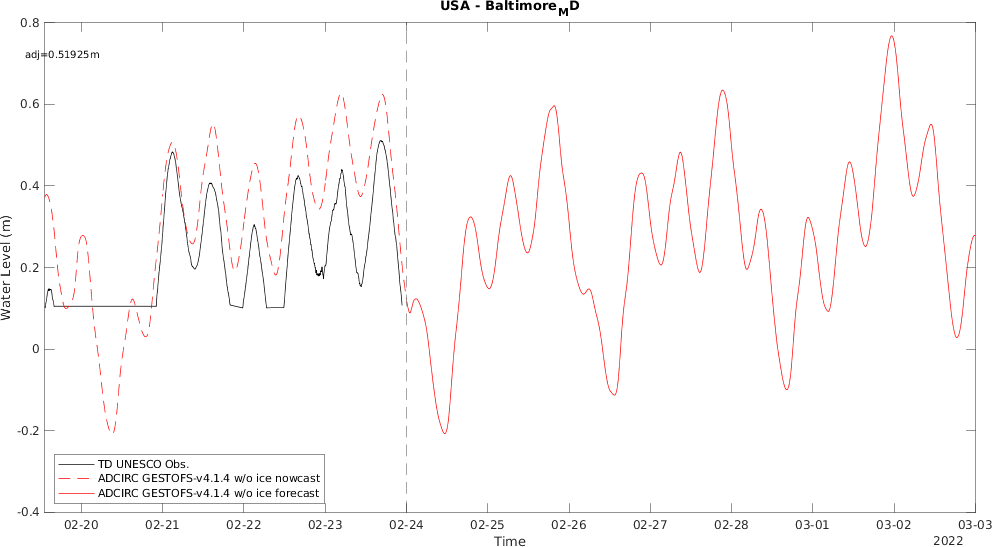 USA - Baltimore_MD
adj=0.51925m
0.8
0.6
0.4
0.2
0
-0.2
-0.4
Water Level (m)
TD UNESCO Obs.
ADCIRC GESTOFS-v4.1.4 w/o ice nowcast
ADCIRC GESTOFS-v4.1.4 w/o ice forecast
02-20 02-21 02-22 02-23 02-24 02-25 02-26 02-27 02-28 03-01 03-02 03-03
Time
2022